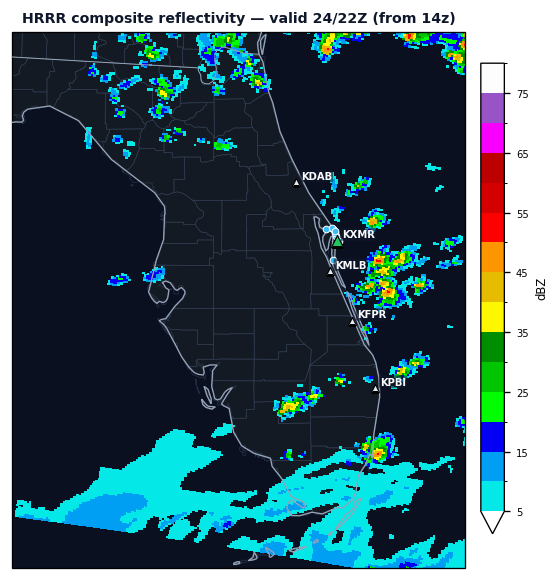 HRRR composite reflectivity — valid 24/22Z (from 14z)
KDAB
KXMR
KMLB
KFPR
KPBI
75
65
55
45
35
25
15
5
dBZ